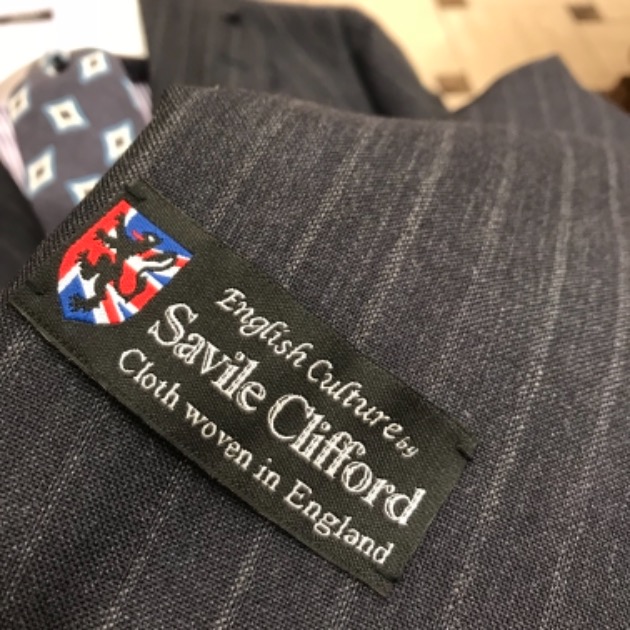 English Culture by
Savile Clifford
Cloth woven in England